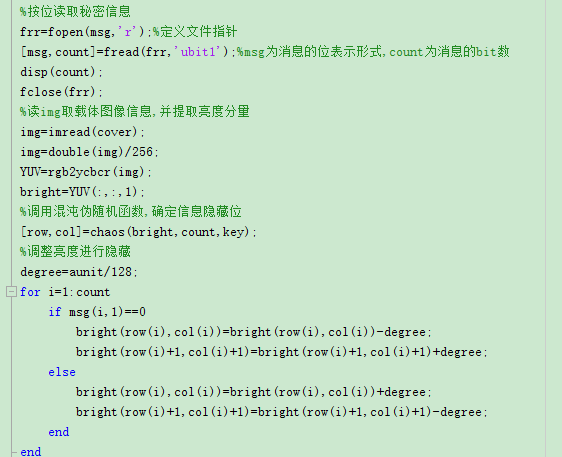 %按位读取秘密信息
frr=fopen(msg,'r');%定义文件指针
[msg,count]=fread(frr,'ubit1');%msg为消息的位表示形式,count为消息的bit数
disp(count);
fclose(frr);
%读img取载体图像信息,并提取亮度分量
img=imread(cover);
img=double(img)/256;
YUV=rgb2ycbcr(img);
bright=YUV(:,:,1);
%调用混沌伪随机函数,确定信息隐藏位
[row,col]=chaos(bright,count,key);
%调整亮度进行隐藏
degree=aunit/128;
for i=1:count
    if msg(i,1)==0
        bright(row(i),col(i))=bright(row(i),col(i))-degree;
        bright(row(i)+1,col(i)+1)=bright(row(i)+1,col(i)+1)+degree;
    else
        bright(row(i),col(i))=bright(row(i),col(i))+degree;
        bright(row(i)+1,col(i)+1)=bright(row(i)+1,col(i)+1)-degree;
    end
end